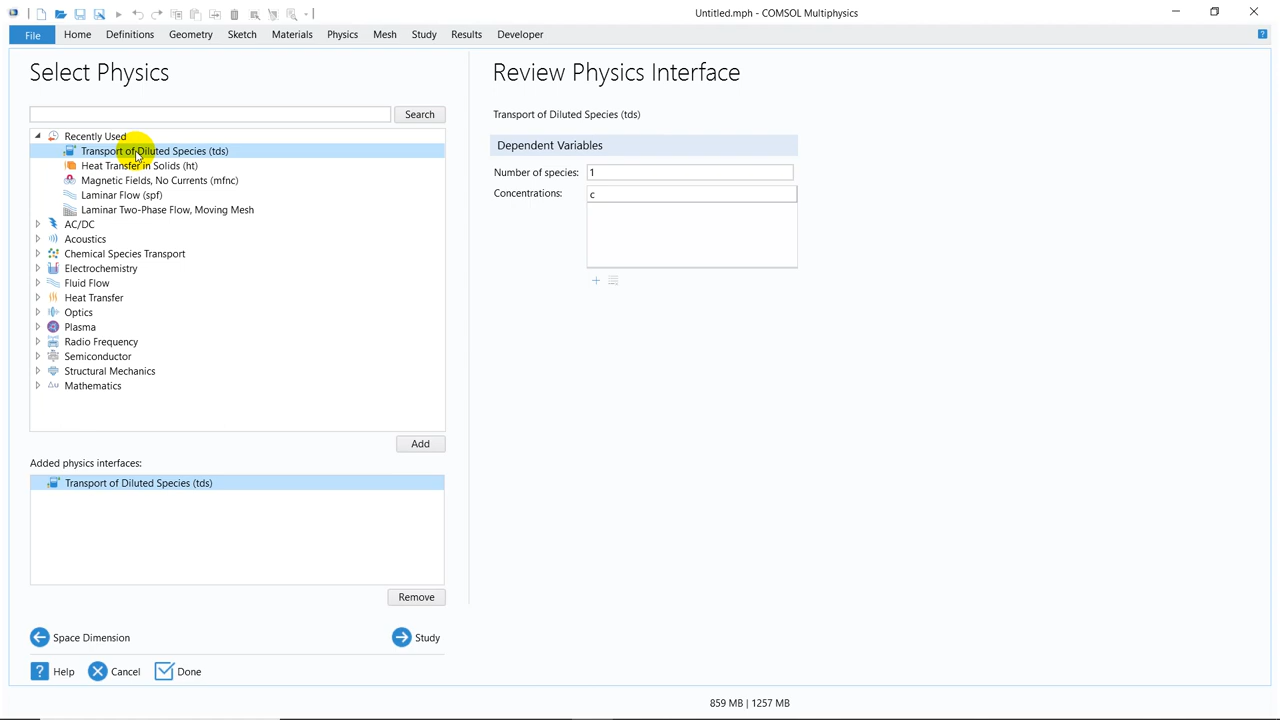 Untitled.mph - COMSOL Multiphysics
File Home Definitions Geometry Sketch Materials Physics Mesh Study Results Developer
Select Physics
Search
Recently Used
Transport of Diluted Species (tds)
Heat Transfer in Solids (ht)
Magnetic Fields, No Currents (mfnc)
Laminar Flow (spf)
Laminar Two-Phase Flow, Moving Mesh
AC/DC
Acoustics
Chemical Species Transport
Electrochemistry
Fluid Flow
Heat Transfer
Optics
Plasma
Radio Frequency
Semiconductor
Structural Mechanics
Δu Mathematics
Add
Added physics interfaces:
Transport of Diluted Species (tds)
Remove
Space Dimension
Study
? Help
Cancel
Done
Review Physics Interface
Transport of Diluted Species (tds)
Dependent Variables
Number of species: 1
Concentrations: c
859 MB | 1257 MB